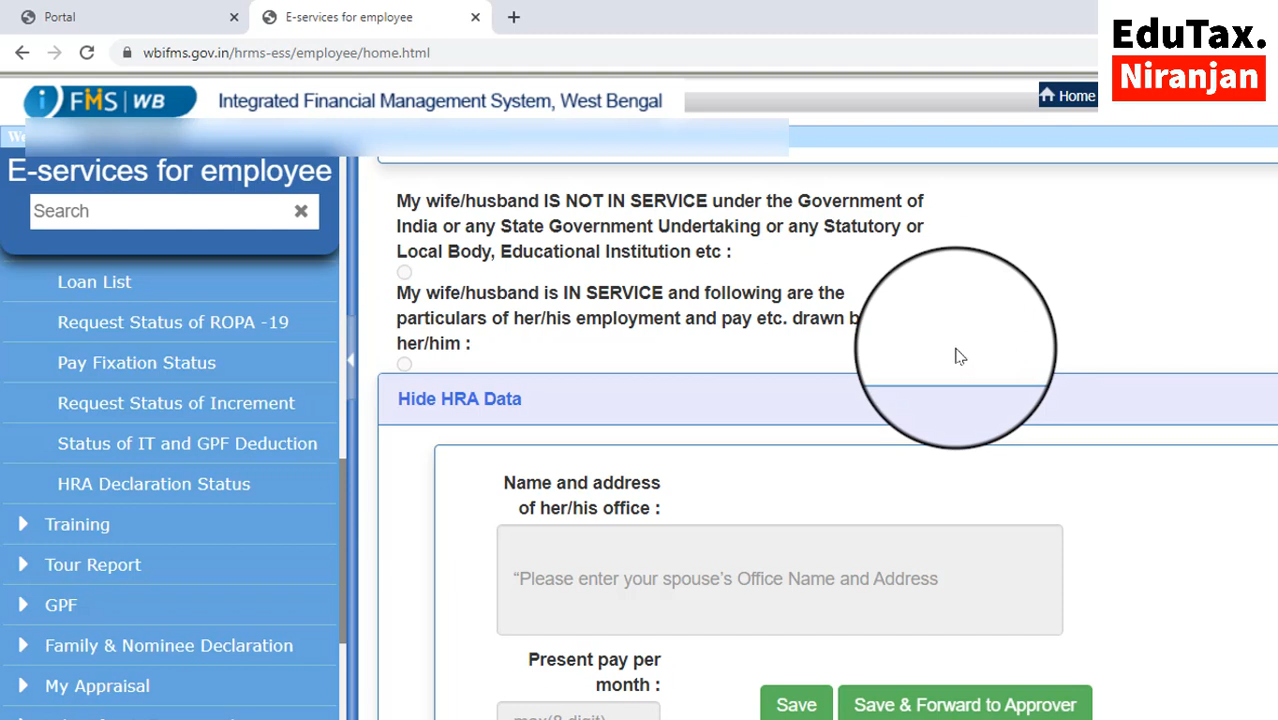 Portal
E-services for employee
EduTax.
Niranjan
wbifms.gov.in/hrms-ess/employee/home.html
i FMS | WB
Integrated Financial Management System, West Bengal
Home
We
E-services for employee
Search
Loan List
Request Status of ROPA -19
Pay Fixation Status
Request Status of Increment
Status of IT and GPF Deduction
HRA Declaration Status
Training
Tour Report
GPF
Family & Nominee Declaration
My Appraisal
My wife/husband IS NOT IN SERVICE under the Government of
India or any State Government Undertaking or any Statutory or
Local Body, Educational Institution etc :
My wife/husband is IN SERVICE and following are the
particulars of her/his employment and pay etc. drawn b
her/him :
Hide HRA Data
Name and address
of her/his office :
“Please enter your spouse’s Office Name and Address
Present pay per
month :
max(8 digit)
Save
Save & Forward to Approver